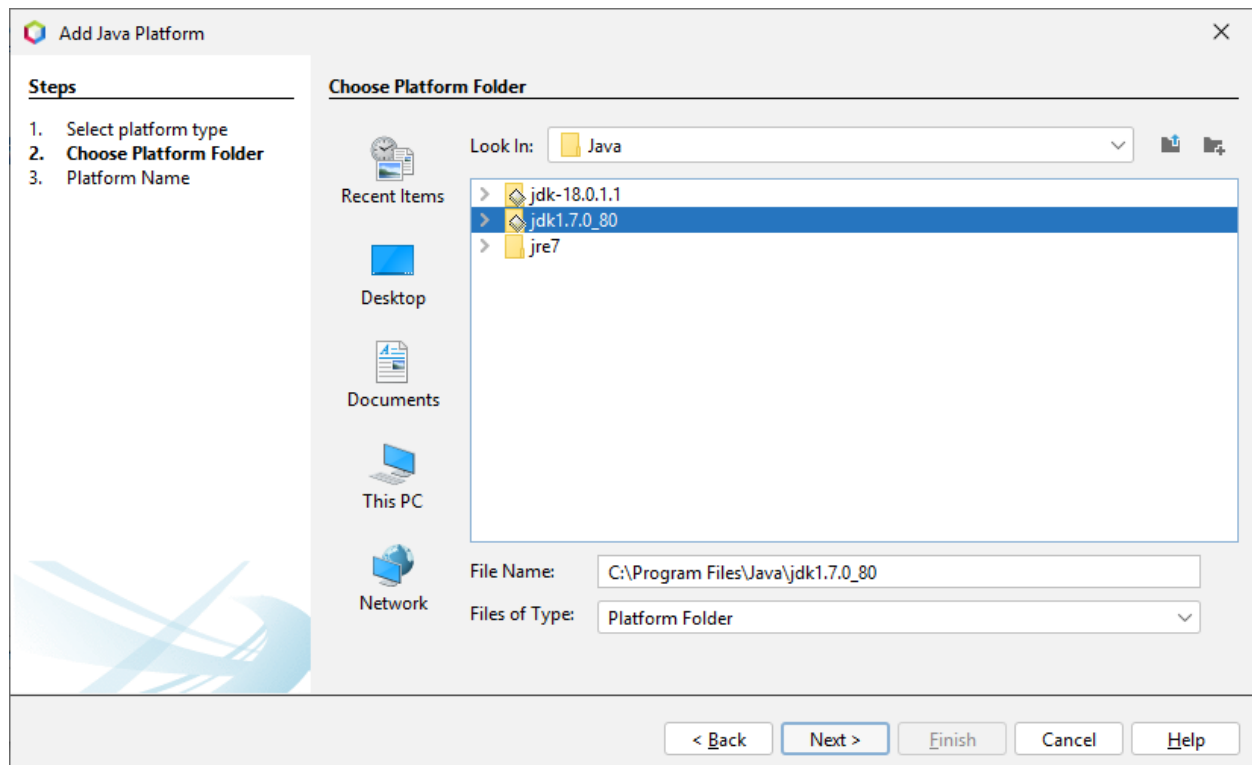 Add Java Platform
Steps
1. Select platform type
2. Choose Platform Folder
3. Platform Name
Choose Platform Folder
Look In: Java
Recent Items
Desktop
Documents
This PC
Network
jdk-18.0.1.1
jdk1.7.0_80
jre7
File Name: C:\Program Files\Java\jdk1.7.0_80
Files of Type: Platform Folder
< Back Next > Finish Cancel Help